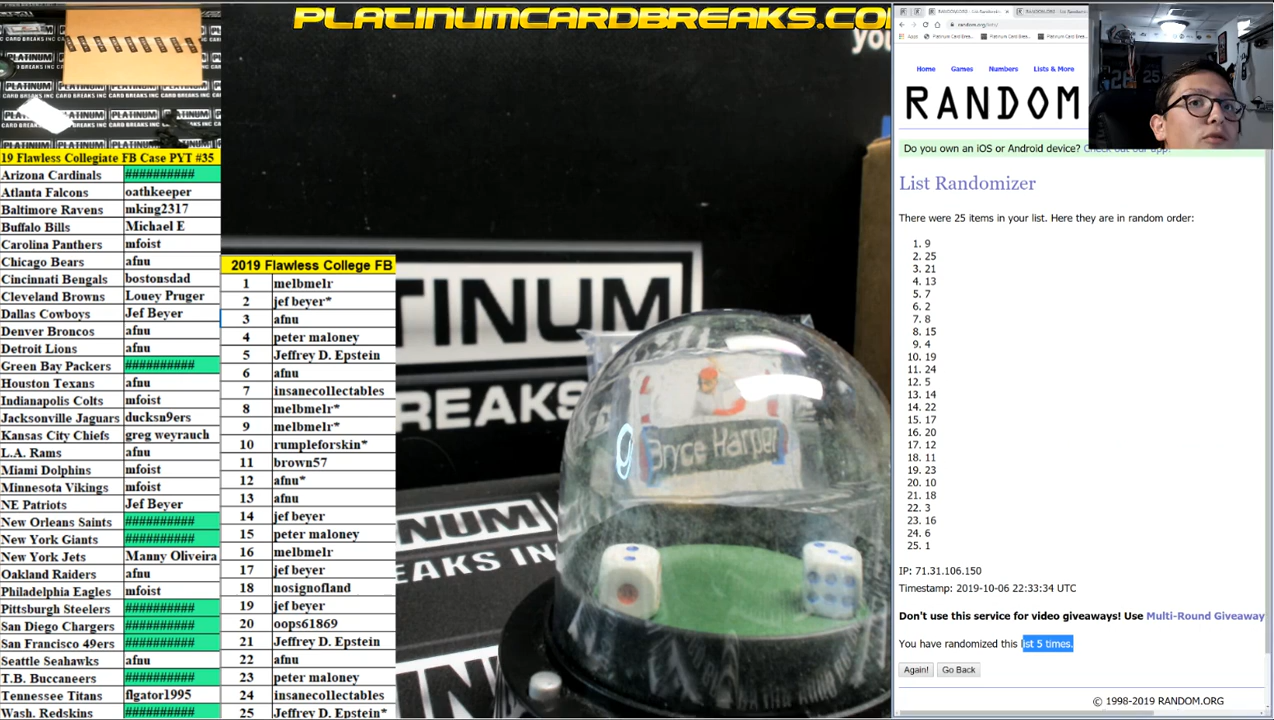 PLATINUMCARDBREAKS.CO
you
19 Flawless Collegiate FB Case PYT #35
Arizona Cardinals ##########
Atlanta Falcons oathkeeper
Baltimore Ravens mking2317
Buffalo Bills Michael E
Carolina Panthers mfoist
Chicago Bears afnu
Cincinnati Bengals bostonsdad
Cleveland Browns Louey Pruger
Dallas Cowboys Jef Beyer
Denver Broncos afnu
Detroit Lions afnu
Green Bay Packers ##########
Houston Texans afnu
Indianapolis Colts mfoist
Jacksonville Jaguars ducksn9ers
Kansas City Chiefs greg weyrauch
L.A. Rams afnu
Miami Dolphins mfoist
Minnesota Vikings mfoist
NE Patriots Jef Beyer
New Orleans Saints ##########
New York Giants ##########
New York Jets Manny Oliveira
Oakland Raiders afnu
Philadelphia Eagles mfoist
Pittsburgh Steelers ##########
San Diego Chargers ##########
San Francisco 49ers ##########
Seattle Seahawks afnu
T.B. Buccaneers ##########
Tennessee Titans flgator1995
Wash. Redskins ##########
2019 Flawless College FB
1 melbmelr
2 jef beyer*
3 afnu
4 peter maloney
5 Jeffrey D. Epstein
6 afnu
7 insanecollectables
8 melbmelr*
9 melbmelr*
10 rumpleforskin*
11 brown57
12 afnu*
13 afnu
14 jef beyer
15 peter maloney
16 melbmelr
17 jef beyer
18 nosignofland
19 jef beyer
20 oops61869
21 Jeffrey D. Epstein
22 afnu
23 peter maloney
24 insanecollectables
25 Jeffrey D. Epstein*
TINUM
BREAKS
Bryce Harper
Home Games Numbers Lists & More
RANDOM
Do you own an iOS or Android device? Check out our app!
List Randomizer
There were 25 items in your list. Here they are in random order:
1. 9
2. 25
3. 21
4. 13
5. 7
6. 2
7. 8
8. 15
9. 4
10. 19
11. 24
12. 5
13. 14
14. 22
15. 17
16. 20
17. 12
18. 11
19. 23
20. 10
21. 18
22. 3
23. 16
24. 6
25. 1
IP: 71.31.106.150
Timestamp: 2019-10-06 22:33:34 UTC
Don't use this service for video giveaways! Use Multi-Round Giveaway
You have randomized this list 5 times.
Again! Go Back
© 1998-2019 RANDOM.ORG